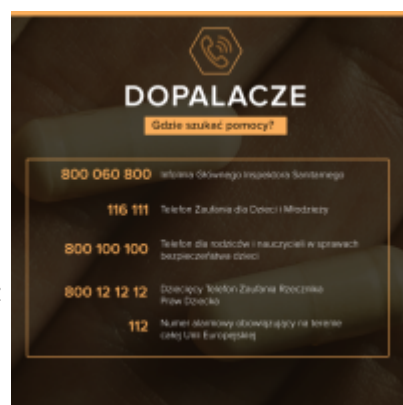 DOPALACZE
Gdzie szukać pomocy?
800 060 800 Infolinia Głównego Inspektora Sanitarnego
116 111 Telefon Zaufania dla Dzieci i Młodzieży
800 100 100 Telefon dla rodziców i nauczycieli w sprawach
bezpieczeństwa dzieci
800 12 12 12 Dziecięcy Telefon Zaufania Rzecznika
Praw Dziecka
112 Numer alarmowy obowiązujący na terenie
całej Unii Europejskiej